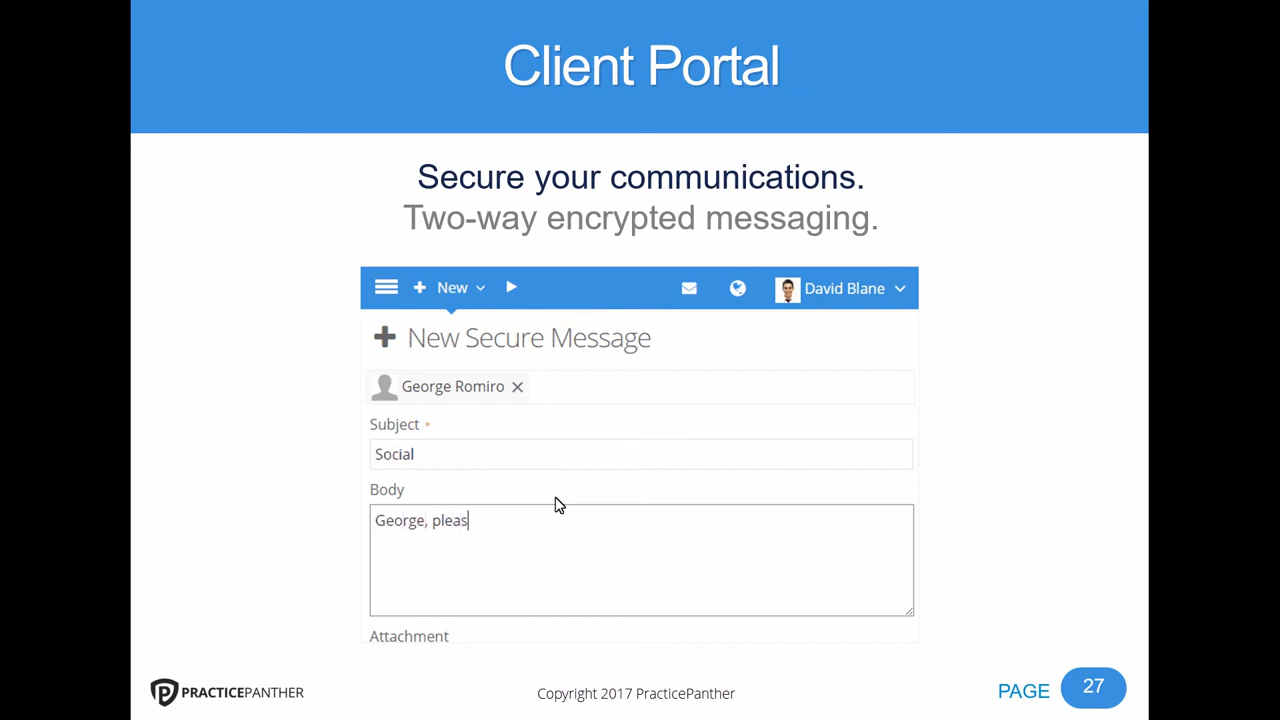 Client Portal
Secure your communications.
Two-way encrypted messaging.
New David Blane
New Secure Message
George Romiro
Subject *
Social
Body
George, pleas
Attachment
PRACTICEPANTHER Copyright 2017 PracticePanther PAGE 27